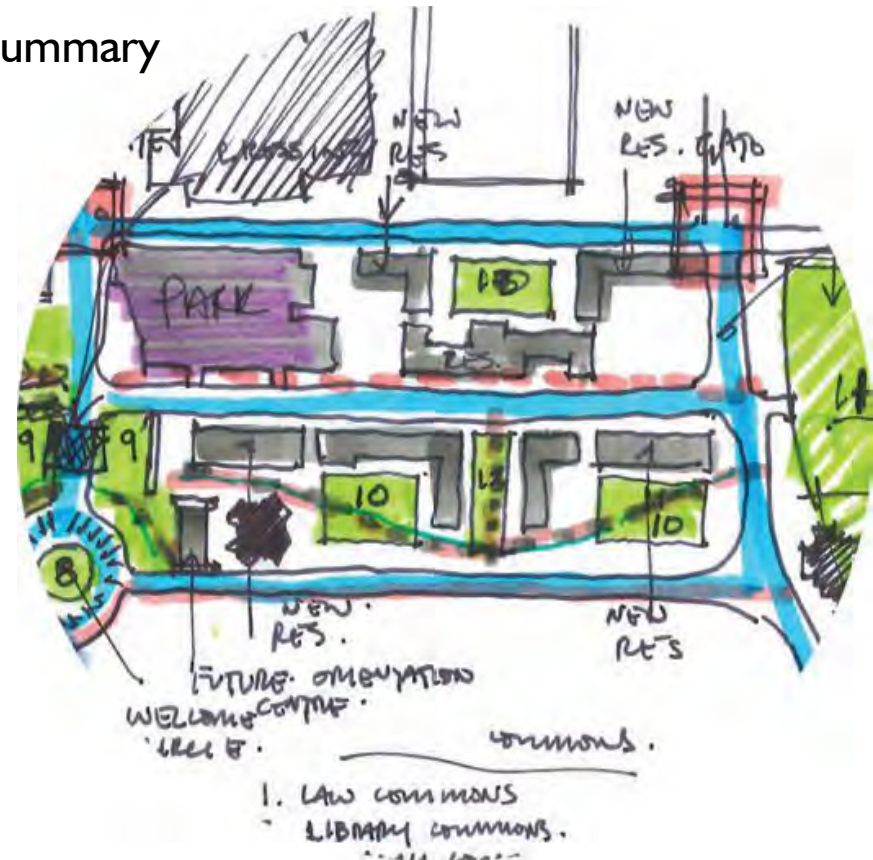 ummary
NEW
RES
NEW
RES.
PARK
10
RES.
9
9
10
12
10
8
NEW.
RES.
NEW
RES
FUTURE ORIENTATION
CENTRE.
WELCOME
CIRCLE.
COMMONS.
1. LAW COMMONS
LIBRARY COMMONS.